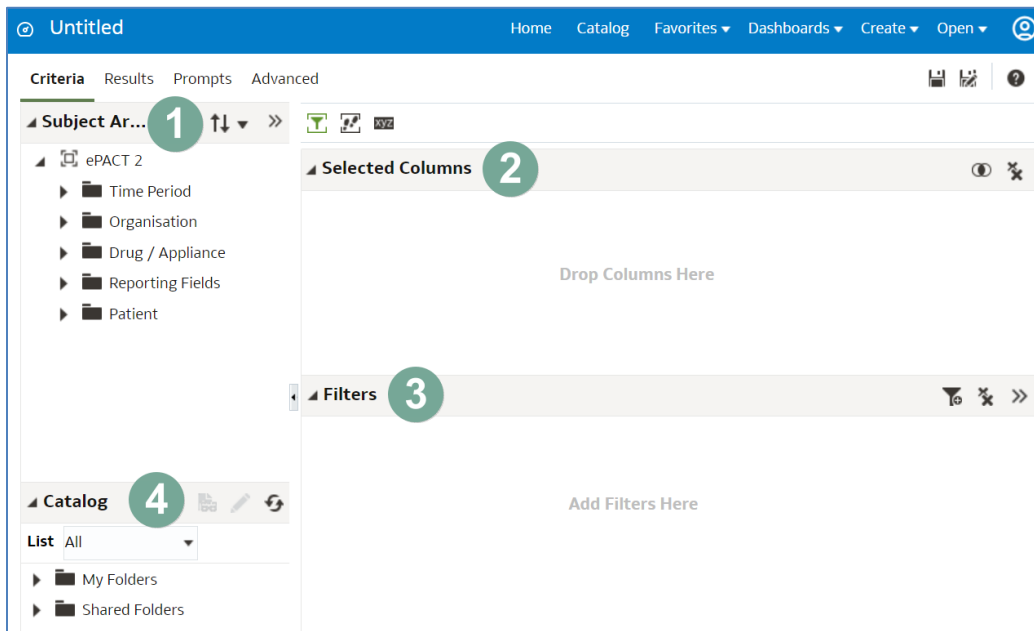 Untitled
Home Catalog Favorites Dashboards Create Open
Criteria Results Prompts Advanced
Subject Ar... 1
xyz
ePACT 2
Time Period
Organisation
Drug / Appliance
Reporting Fields
Patient
Selected Columns 2
Drop Columns Here
Filters 3
Add Filters Here
Catalog 4
List All
My Folders
Shared Folders